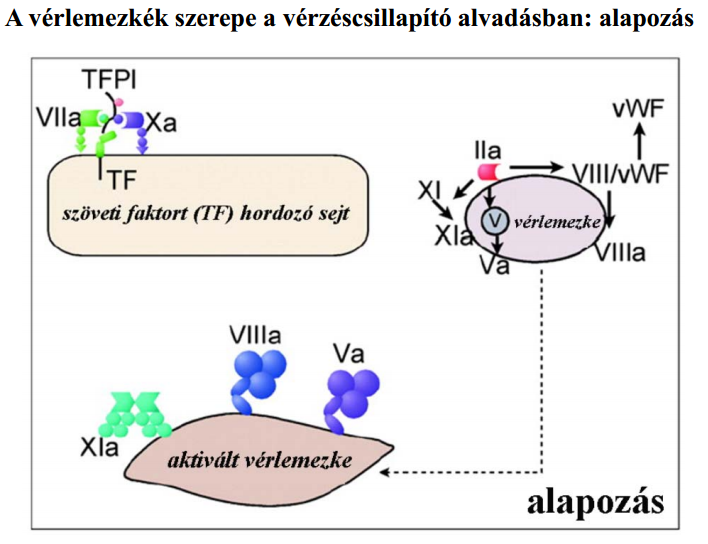 A vérlemezkék szerepe a vérzéscsillapító alvadásban: alapozás
TFPI
VIIa
Xa
TF
szöveti faktort (TF) hordozó sejt
vWF
IIa
VIII/vWF
XI
V
vérlemezke
XIa
Va
VIIIa
VIIIa
Va
XIa
aktivált vérlemezke
alapozás